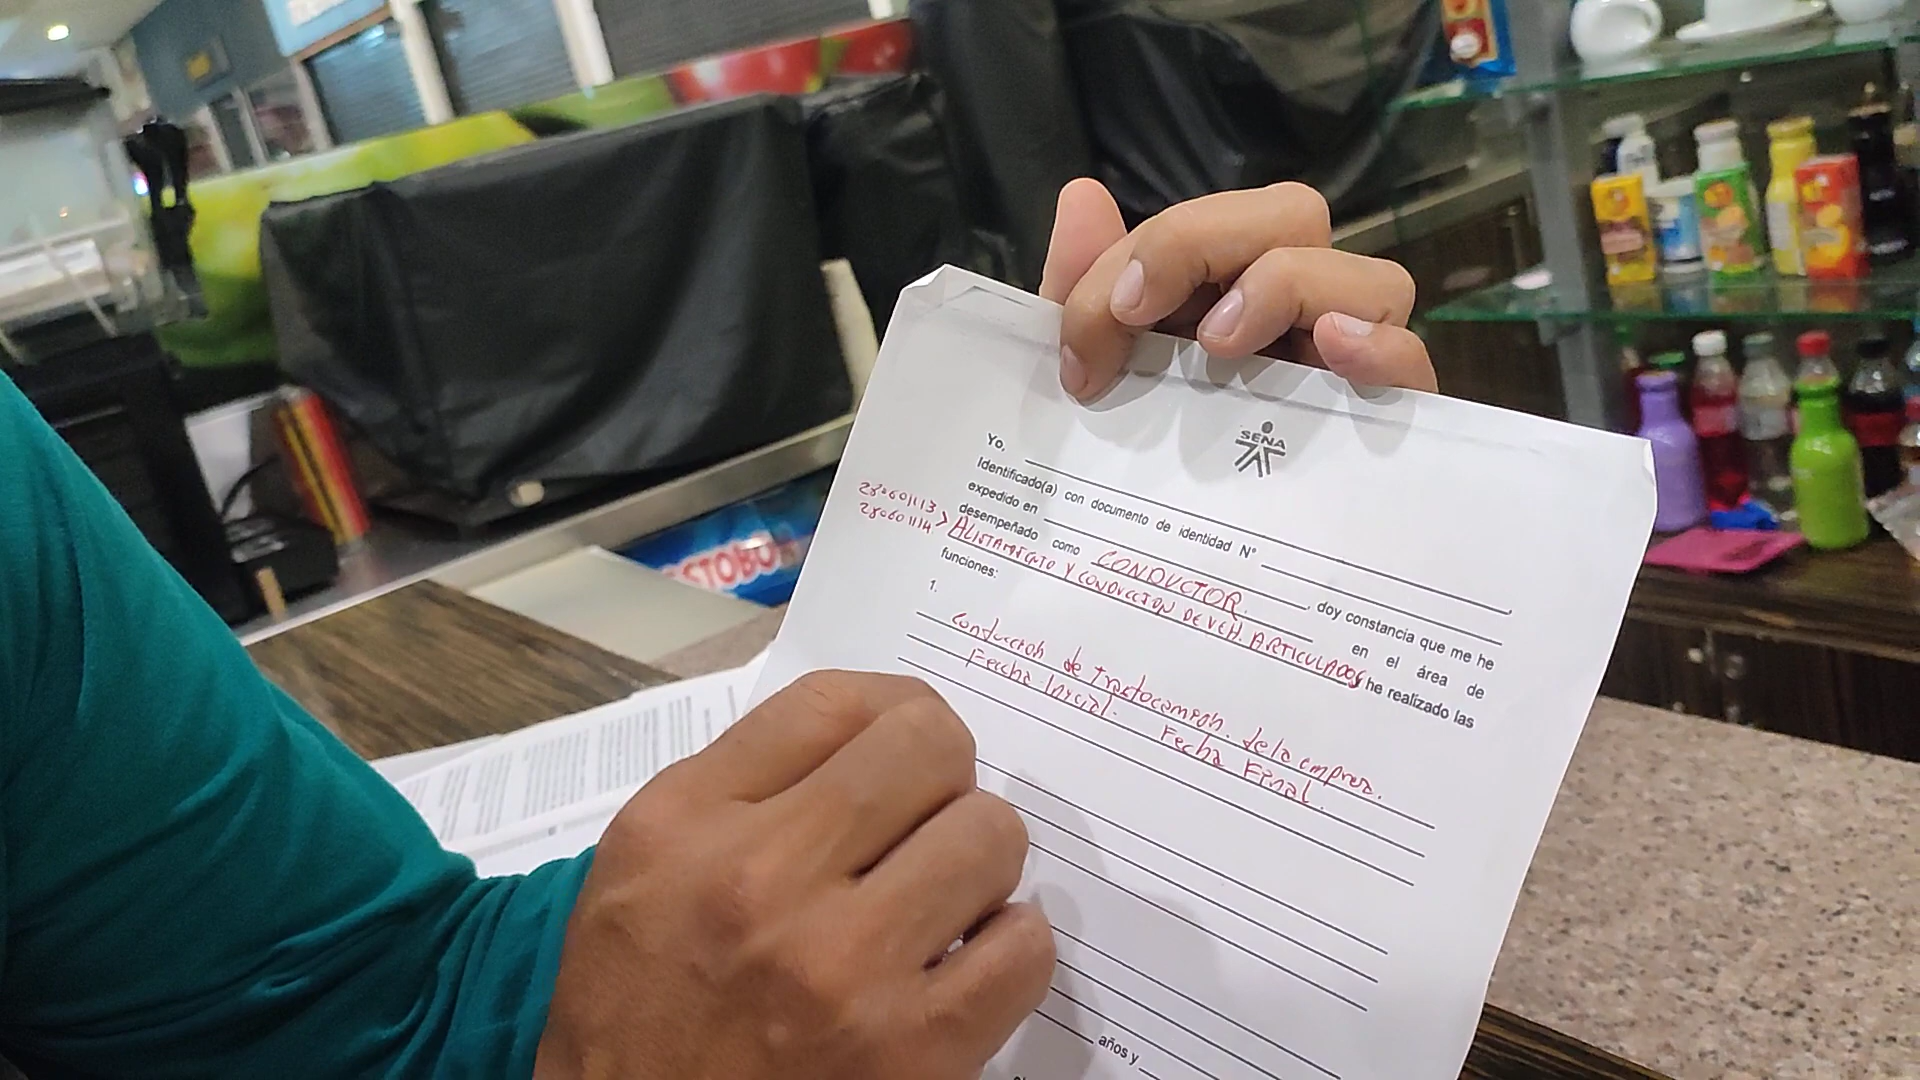 SENA
Yo,
Identificado(a) con documento de identidad N°
expedido en , doy constancia que me he
desempeñado como CONDUCTOR. en el área de
280601113
280601114 > ALISTAMIENTO Y CONDUCCION DE VEH. ARTICULADOS he realizado las
funciones:
1.
conduccion de tractocamion. de la empresa.
Feccha Inicial. Fecha Final.
años y
STOBO